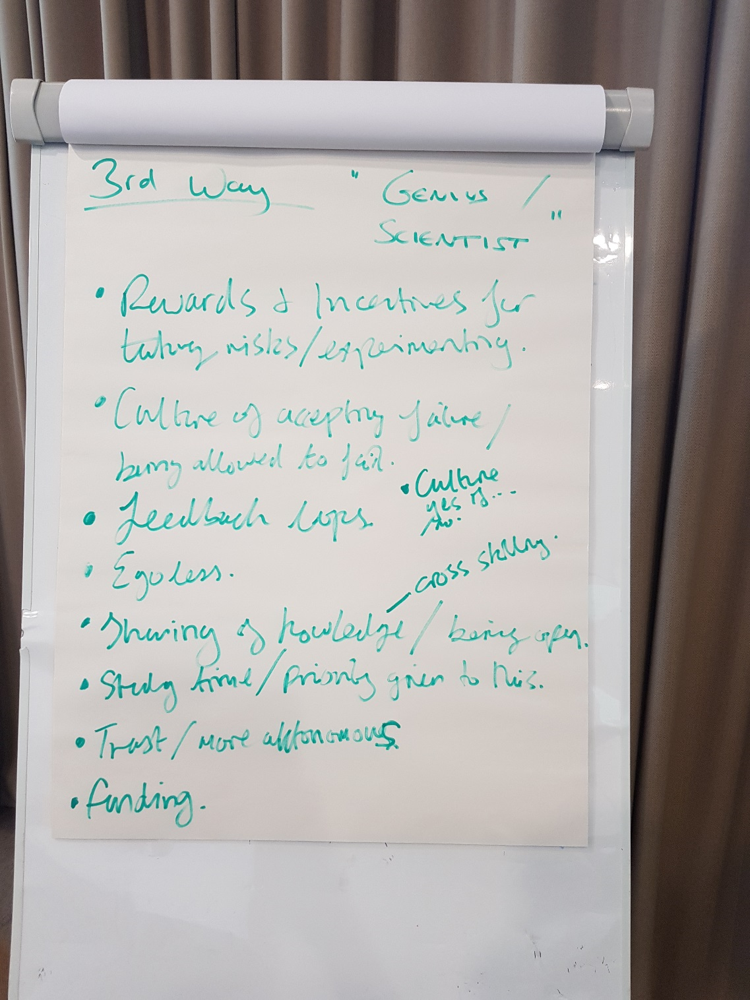 3rd Way " GENIUS /
SCIENTIST "
• Rewards & Incentives for
taking risks/experimenting.
• Culture of accepting failure/
being allowed to fail.
• Culture
yes if...
• feedback loops.
• Egoless.
cross skilling.
• Sharing of knowledge / being open.
• Study time/priority given to this.
• Trust/more autonomous.
• funding.